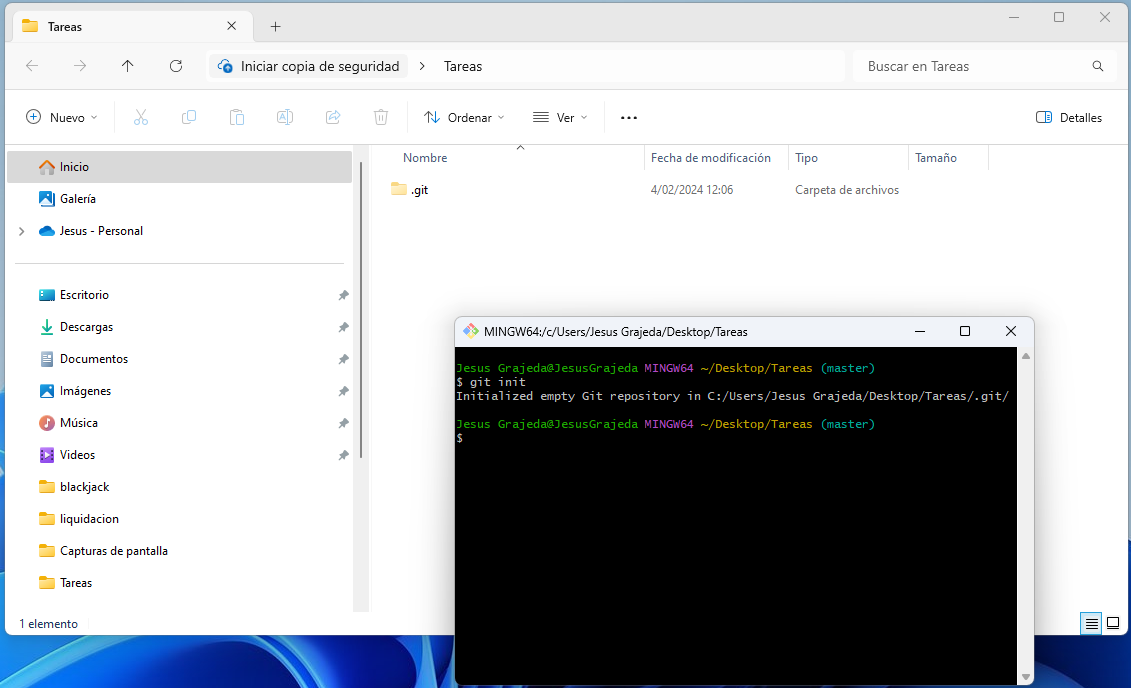 Tareas
Iniciar copia de seguridad > Tareas
Buscar en Tareas
Nuevo
Ordenar
Ver
Detalles
Inicio
Galería
Jesus - Personal
Escritorio
Descargas
Documentos
Imágenes
Música
Videos
blackjack
liquidacion
Capturas de pantalla
Tareas
Nombre Fecha de modificación Tipo Tamaño
.git 4/02/2024 12:06 Carpeta de archivos
MINGW64:/c/Users/Jesus Grajeda/Desktop/Tareas
Jesus Grajeda@JesusGrajeda MINGW64 ~/Desktop/Tareas (master)
$ git init
Initialized empty Git repository in C:/Users/Jesus Grajeda/Desktop/Tareas/.git/
Jesus Grajeda@JesusGrajeda MINGW64 ~/Desktop/Tareas (master)
$
1 elemento